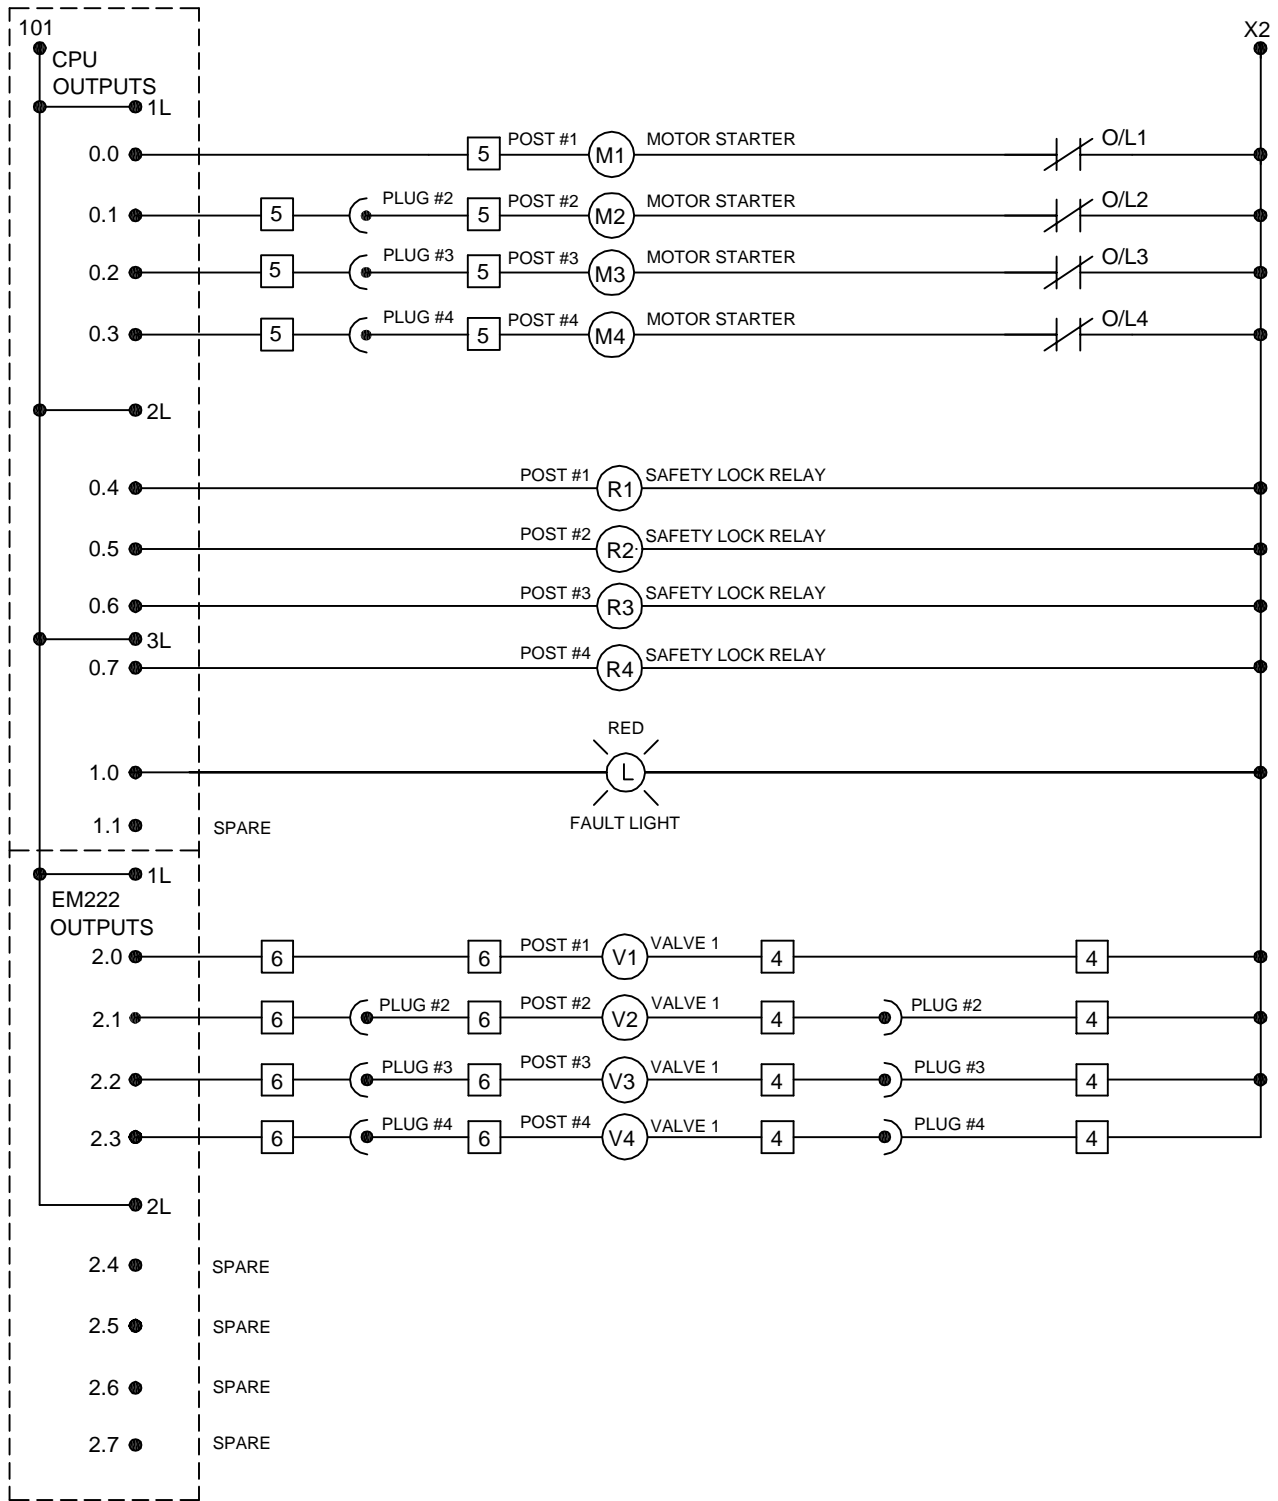 101
X2
CPU
OUTPUTS
1L
0.0 5 POST #1 M1 MOTOR STARTER O/L1
0.1 5 PLUG #2 5 POST #2 M2 MOTOR STARTER O/L2
0.2 5 PLUG #3 5 POST #3 M3 MOTOR STARTER O/L3
0.3 5 PLUG #4 5 POST #4 M4 MOTOR STARTER O/L4
2L
0.4 POST #1 R1 SAFETY LOCK RELAY
0.5 POST #2 R2 SAFETY LOCK RELAY
0.6 POST #3 R3 SAFETY LOCK RELAY
3L
0.7 POST #4 R4 SAFETY LOCK RELAY
RED
1.0 L
FAULT LIGHT
1.1 SPARE
1L
EM222
OUTPUTS
2.0 6 6 POST #1 V1 VALVE 1 4 4
2.1 6 PLUG #2 6 POST #2 V2 VALVE 1 4 PLUG #2 4
2.2 6 PLUG #3 6 POST #3 V3 VALVE 1 4 PLUG #3 4
2.3 6 PLUG #4 6 POST #4 V4 VALVE 1 4 PLUG #4 4
2L
2.4 SPARE
2.5 SPARE
2.6 SPARE
2.7 SPARE